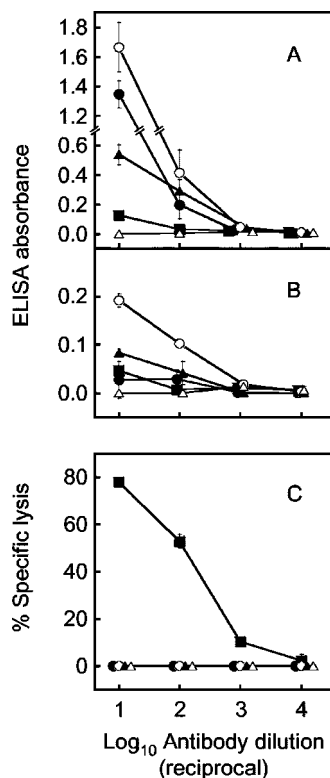 A
1.8
1.6
1.4
1.2
0.6
0.4
0.2
0.0
ELISA absorbance
B
0.2
0.1
0.0
C
80
60
40
20
0
% Specific lysis
1 2 3 4
Log10 Antibody dilution
(reciprocal)